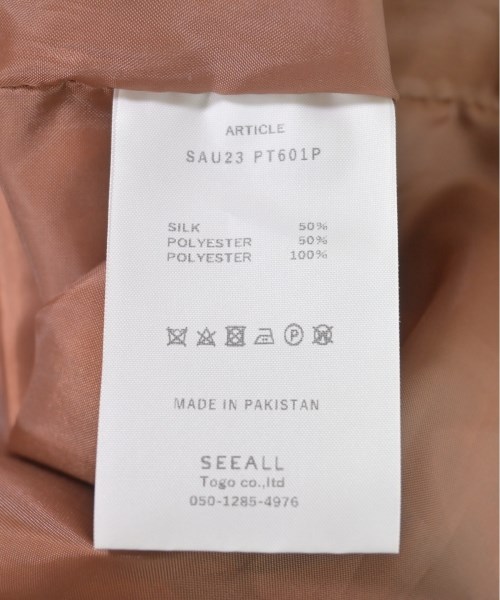 ARTICLE
SAU23 PT601P
SILK 50%
POLYESTER 50%
POLYESTER 100%
P
W
MADE IN PAKISTAN
SEEALL
Togo co.,ltd
050-1285-4976